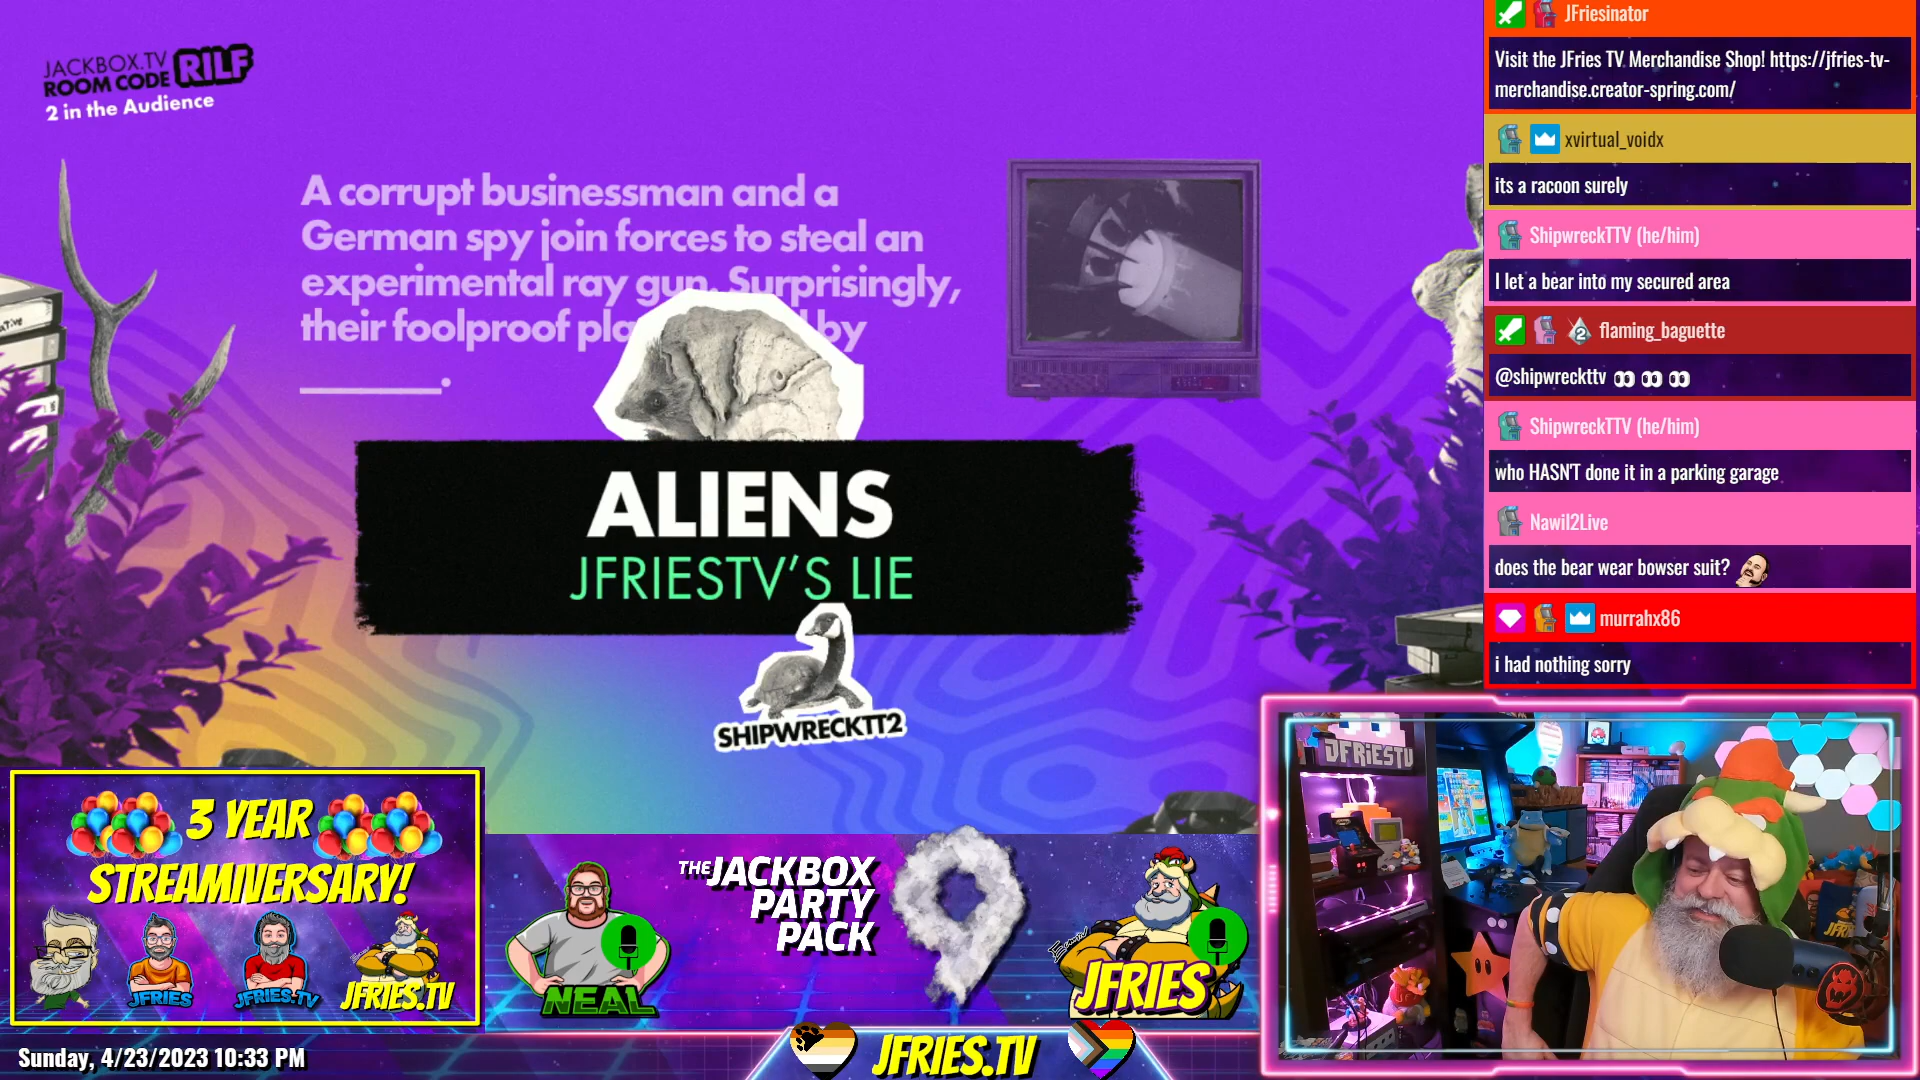 JACKBOX.TV
ROOM CODE RILF
2 in the Audience
A corrupt businessman and a
German spy join forces to steal an
experimental ray gun. Surprisingly,
their foolproof by
ALIENS
JFRIESTV'S LIE
SHIPWRECKTT2
JFriesinator
Visit the JFries TV Merchandise Shop! https://jfries-tv-
merchandise.creator-spring.com/
xvirtual_voidx
its a racoon surely
ShipwreckTTV (he/him)
I let a bear into my secured area
2 flaming_baguette
@shipwreckttv
ShipwreckTTV (he/him)
who HASN'T done it in a parking garage
Nawil2Live
does the bear wear bowser suit?
murrahx86
i had nothing sorry
JFRiESTV
3 YEAR
STREAMIVERSARY!
JFRIES
JFRIES.TV
JFRIES.TV
NEAL
THE JACKBOX
PARTY
PACK
9
JFRIES
Sunday, 4/23/2023 10:33 PM
JFRIES.TV